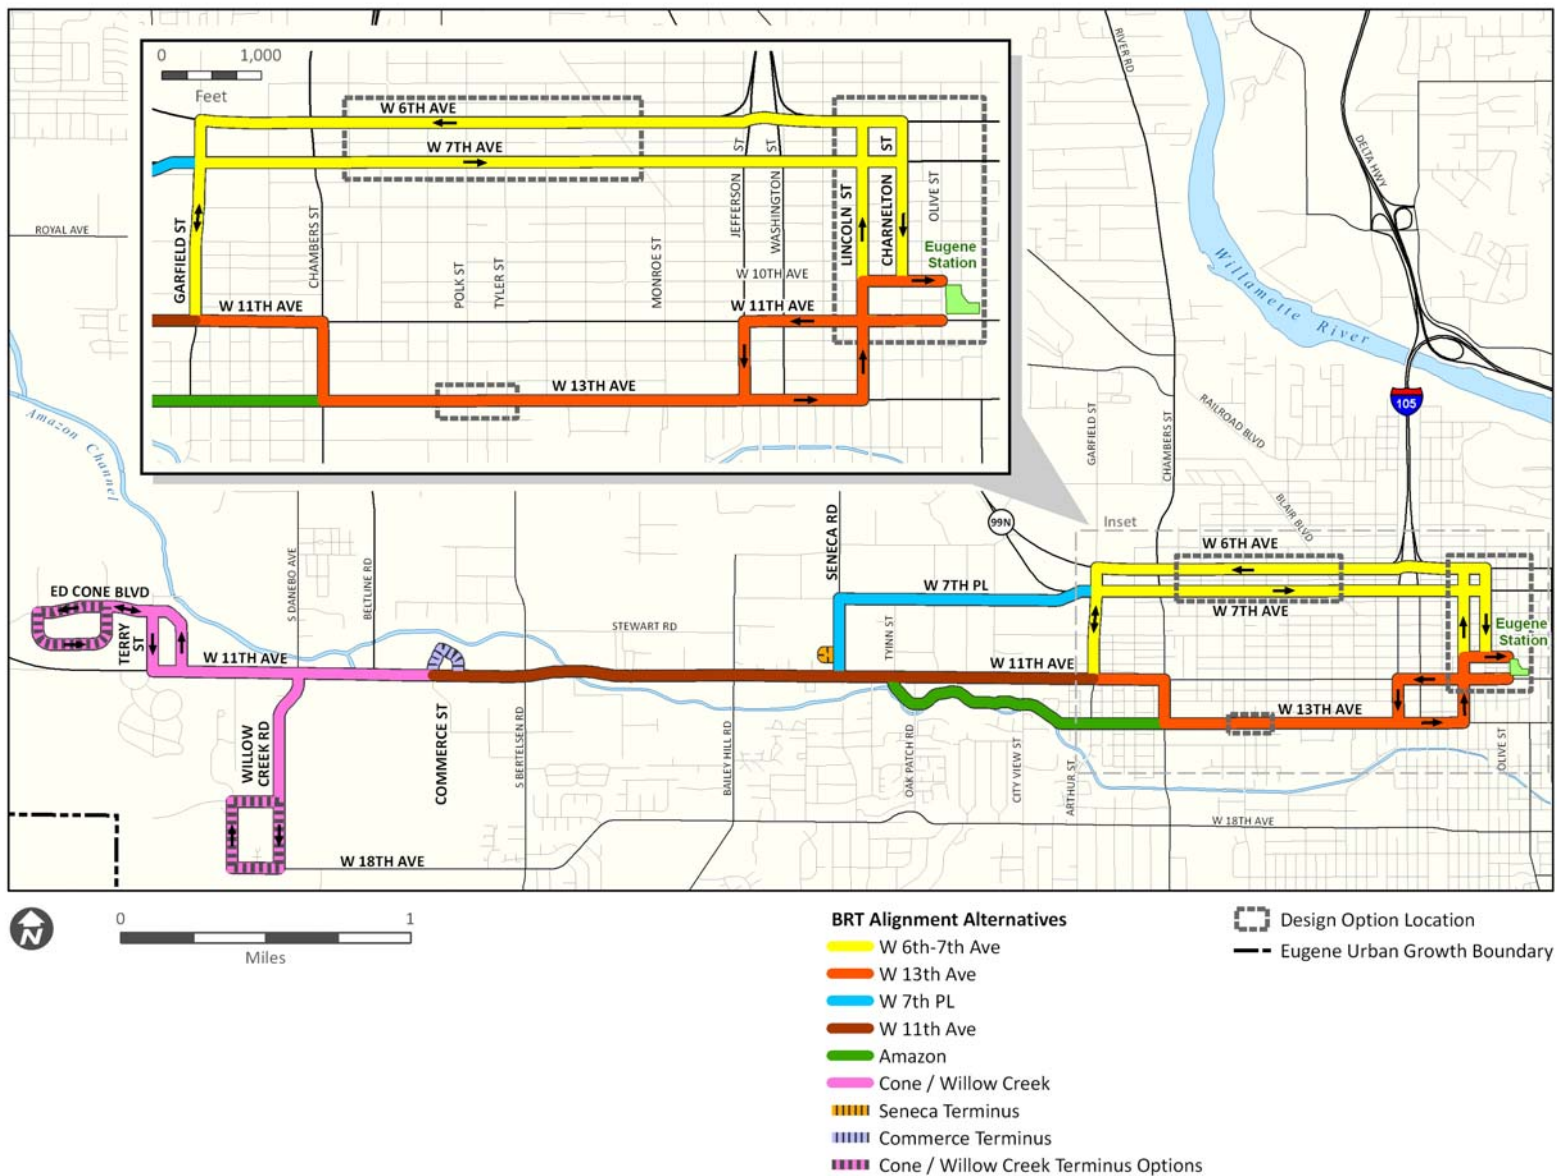 0 1,000
Feet
W 6TH AVE
W 7TH AVE
GARFIELD ST
CHAMBERS ST
POLK ST
TYLER ST
MONROE ST
JEFFERSON ST
WASHINGTON ST
LINCOLN ST
CHARNELTON ST
OLIVE ST
Eugene
Station
W 10TH AVE
W 11TH AVE
W 11TH AVE
W 13TH AVE
RIVER RD
DELTA HWY
Willamette River
105
ROYAL AVE
Amazon Channel
GARFIELD ST
CHAMBERS ST
RAILROAD BLVD
BLAIR BLVD
99N
Inset
W 6TH AVE
W 7TH AVE
Eugene
Station
SENECA RD
W 7TH PL
S DANEBO AVE
BELTLINE RD
STEWART RD
TYINN ST
ED CONE BLVD
TERRY
ST
W 11TH AVE
W 11TH AVE
W 13TH AVE
WILLOW
CREEK RD
COMMERCE ST
S BERTELSEN RD
BAILEY HILL RD
OAK PATCH RD
CITY VIEW ST
ARTHUR ST
OLIVE ST
W 18TH AVE
W 18TH AVE
N
0 1
Miles
BRT Alignment Alternatives
W 6th-7th Ave
W 13th Ave
W 7th PL
W 11th Ave
Amazon
Cone / Willow Creek
Seneca Terminus
Commerce Terminus
Cone / Willow Creek Terminus Options
Design Option Location
Eugene Urban Growth Boundary